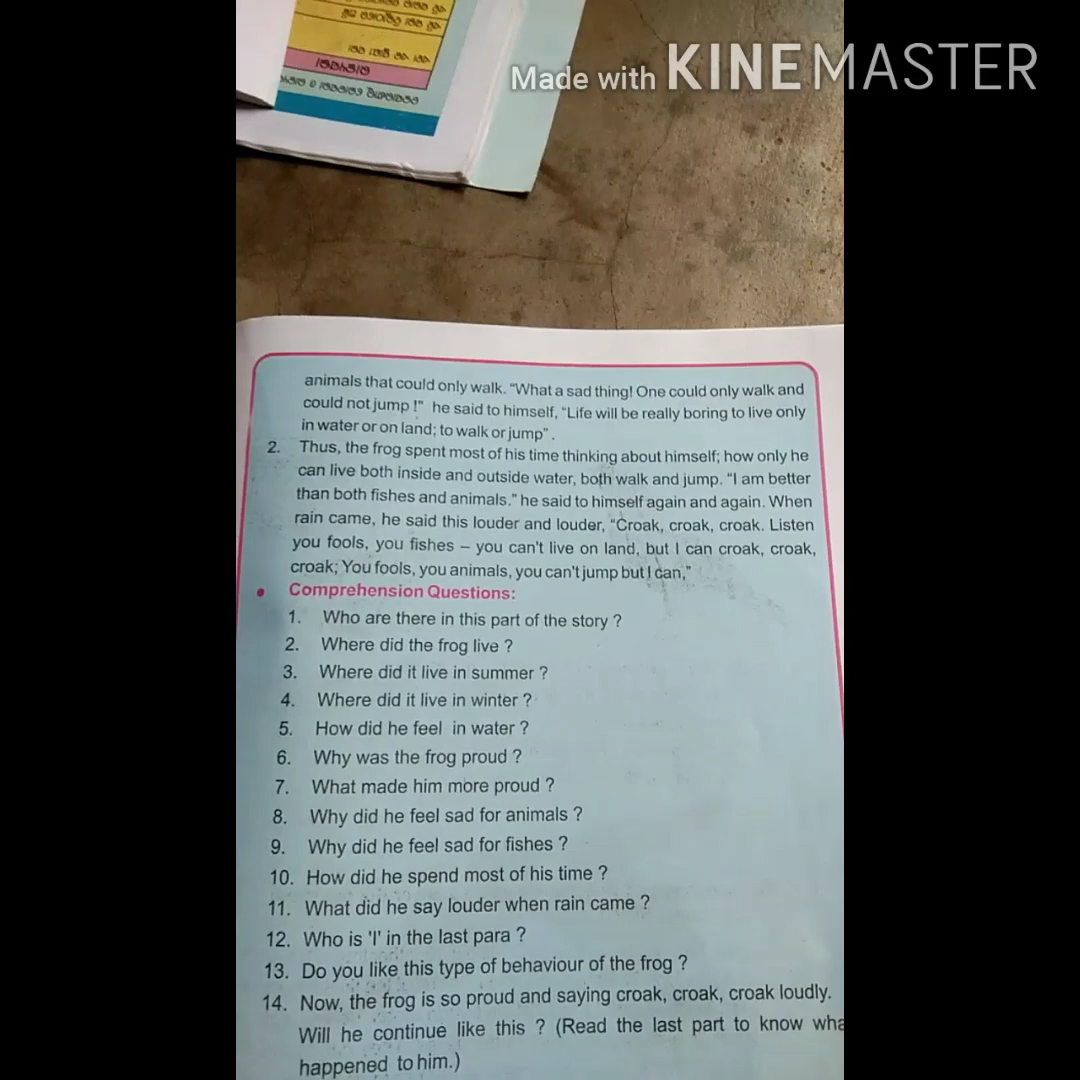 Made with KINEMASTER
animals that could only walk. “What a sad thing! One could only walk and
could not jump !” he said to himself, “Life will be really boring to live only
in water or on land; to walk or jump” .
2. Thus, the frog spent most of his time thinking about himself; how only he
can live both inside and outside water, both walk and jump. “I am better
than both fishes and animals.” he said to himself again and again. When
rain came, he said this louder and louder, “Croak, croak, croak. Listen
you fools, you fishes – you can't live on land, but I can croak, croak,
croak; You fools, you animals, you can't jump but I can,”
• Comprehension Questions:
1. Who are there in this part of the story ?
2. Where did the frog live ?
3. Where did it live in summer ?
4. Where did it live in winter ?
5. How did he feel in water ?
6. Why was the frog proud ?
7. What made him more proud ?
8. Why did he feel sad for animals ?
9. Why did he feel sad for fishes ?
10. How did he spend most of his time ?
11. What did he say louder when rain came ?
12. Who is 'I' in the last para ?
13. Do you like this type of behaviour of the frog ?
14. Now, the frog is so proud and saying croak, croak, croak loudly.
Will he continue like this ? (Read the last part to know wha
happened to him.)